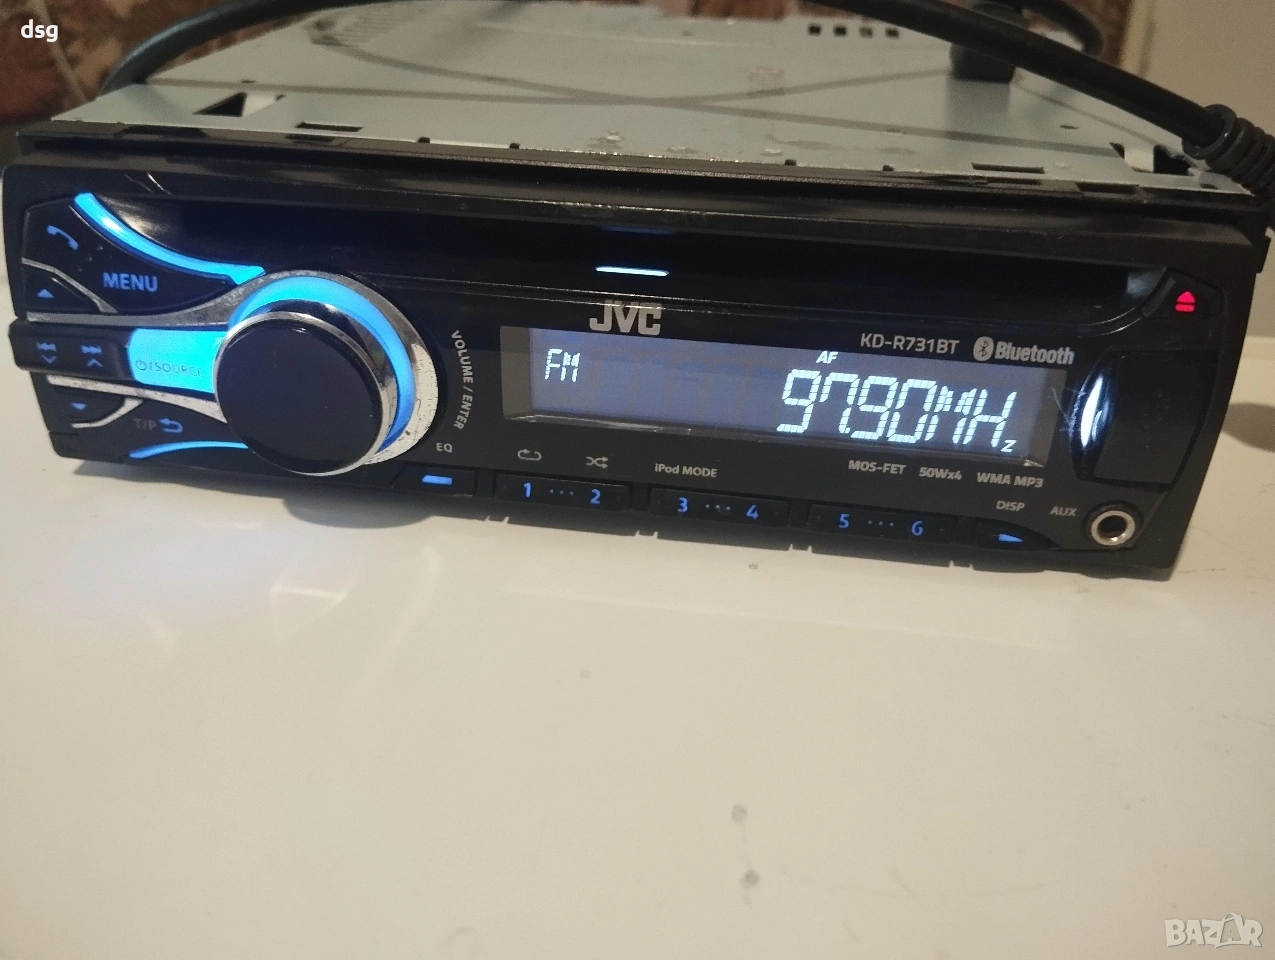 dsg
MENU
⏻/SOURCE
T/P
VOLUME / ENTER
EQ
JVC
KD-R731BT Bluetooth
AF
FM 97.90MHz
iPod MODE
MOS-FET 50Wx4 WMA MP3
DISP AUX
1 ··· 2
3 ··· 4
5 ··· 6
BAZAR